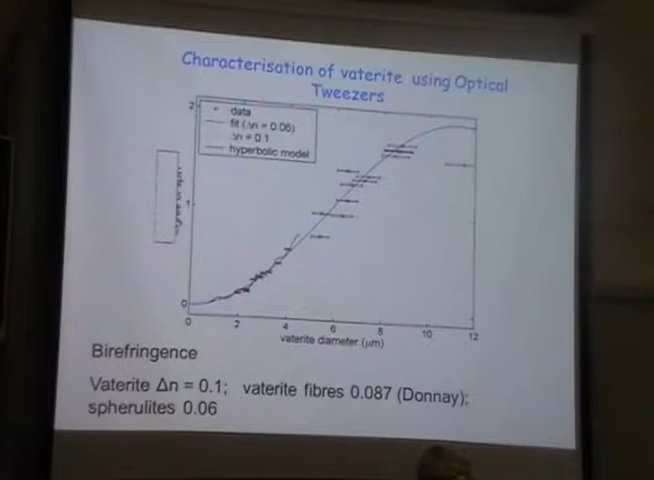 Characterisation of vaterite using Optical
Tweezers
2
data
fit (Δn = 0.06)
Δn = 0.1
hyperbolic model
1
0
0 2 4 6 8 10 12
vaterite diameter (μm)
Birefringence
Vaterite Δn = 0.1; vaterite fibres 0.087 (Donnay);
spherulites 0.06